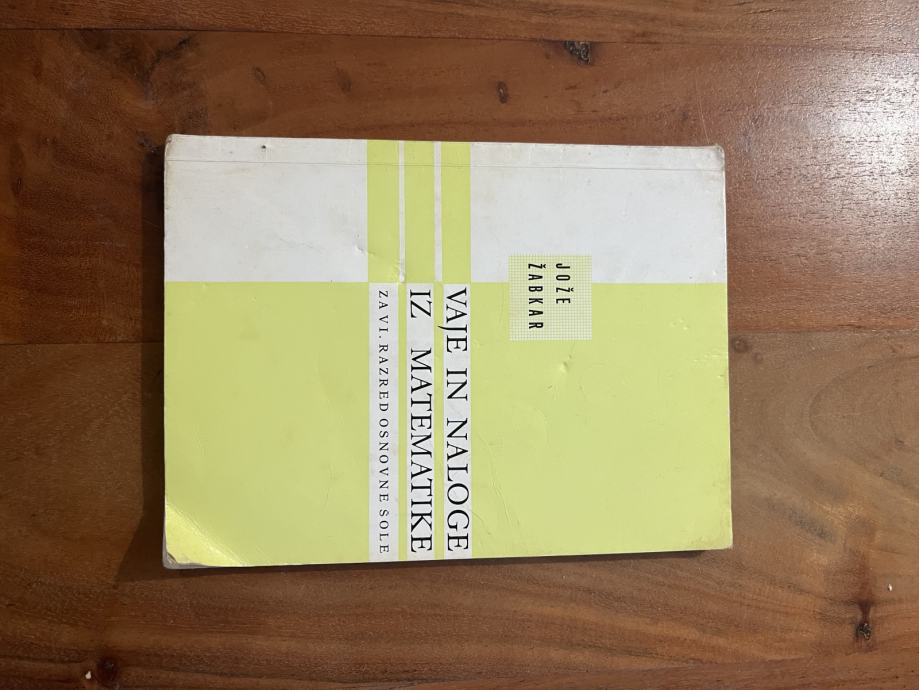 JOŽE
ŽABKAR
VAJE IN NALOGE
IZ MATEMATIKE
ZA VI. RAZRED OSNOVNE ŠOLE